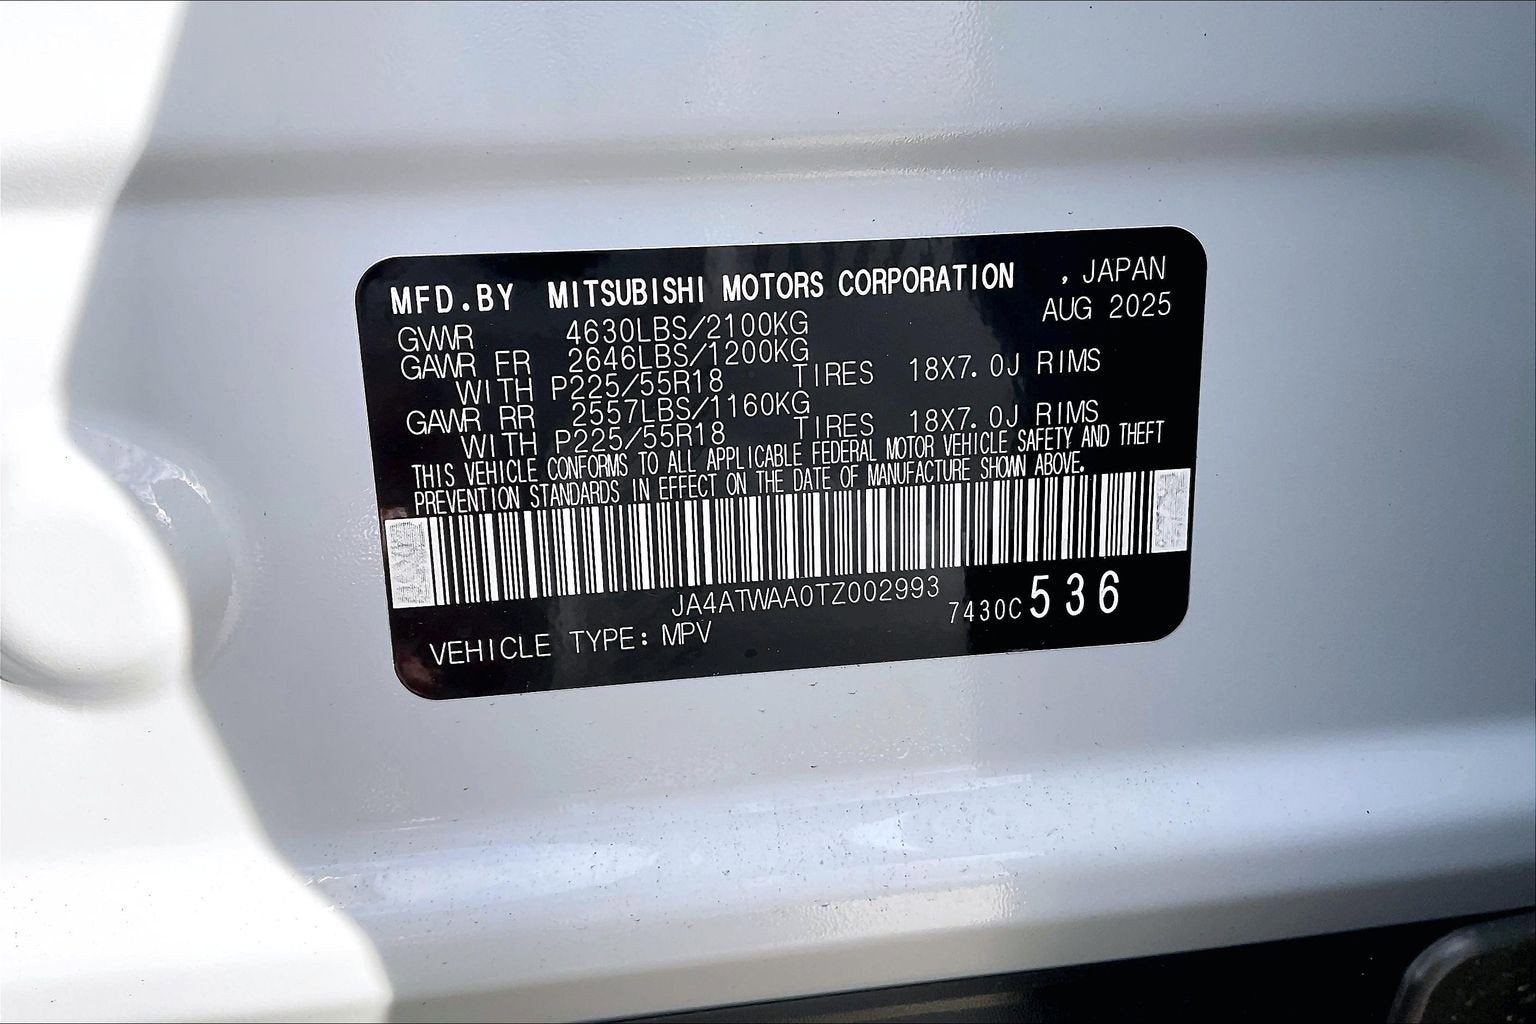 MFD.BY MITSUBISHI MOTORS CORPORATION , JAPAN
AUG 2025
GVWR 4630LBS/2100KG
GAWR FR 2646LBS/1200KG
WITH P225/55R18 TIRES 18X7.0J RIMS
GAWR RR 2557LBS/1160KG
WITH P225/55R18 TIRES 18X7.0J RIMS
THIS VEHICLE CONFORMS TO ALL APPLICABLE FEDERAL MOTOR VEHICLE SAFETY AND THEFT
PREVENTION STANDARDS IN EFFECT ON THE DATE OF MANUFACTURE SHOWN ABOVE.
JA4ATWAA0TZ002993
7430C 536
VEHICLE TYPE: MPV